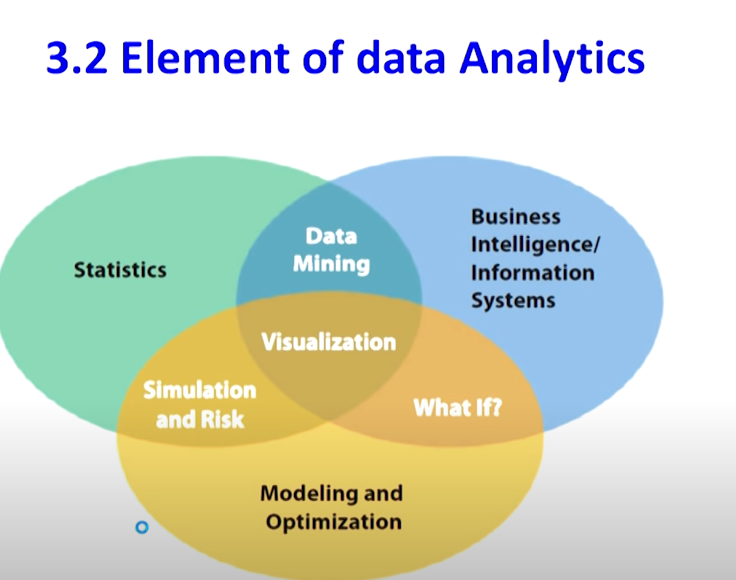 3.2 Element of data Analytics
Statistics
Data
Mining
Business
Intelligence/
Information
Systems
Visualization
Simulation
and Risk
What If?
Modeling and
Optimization